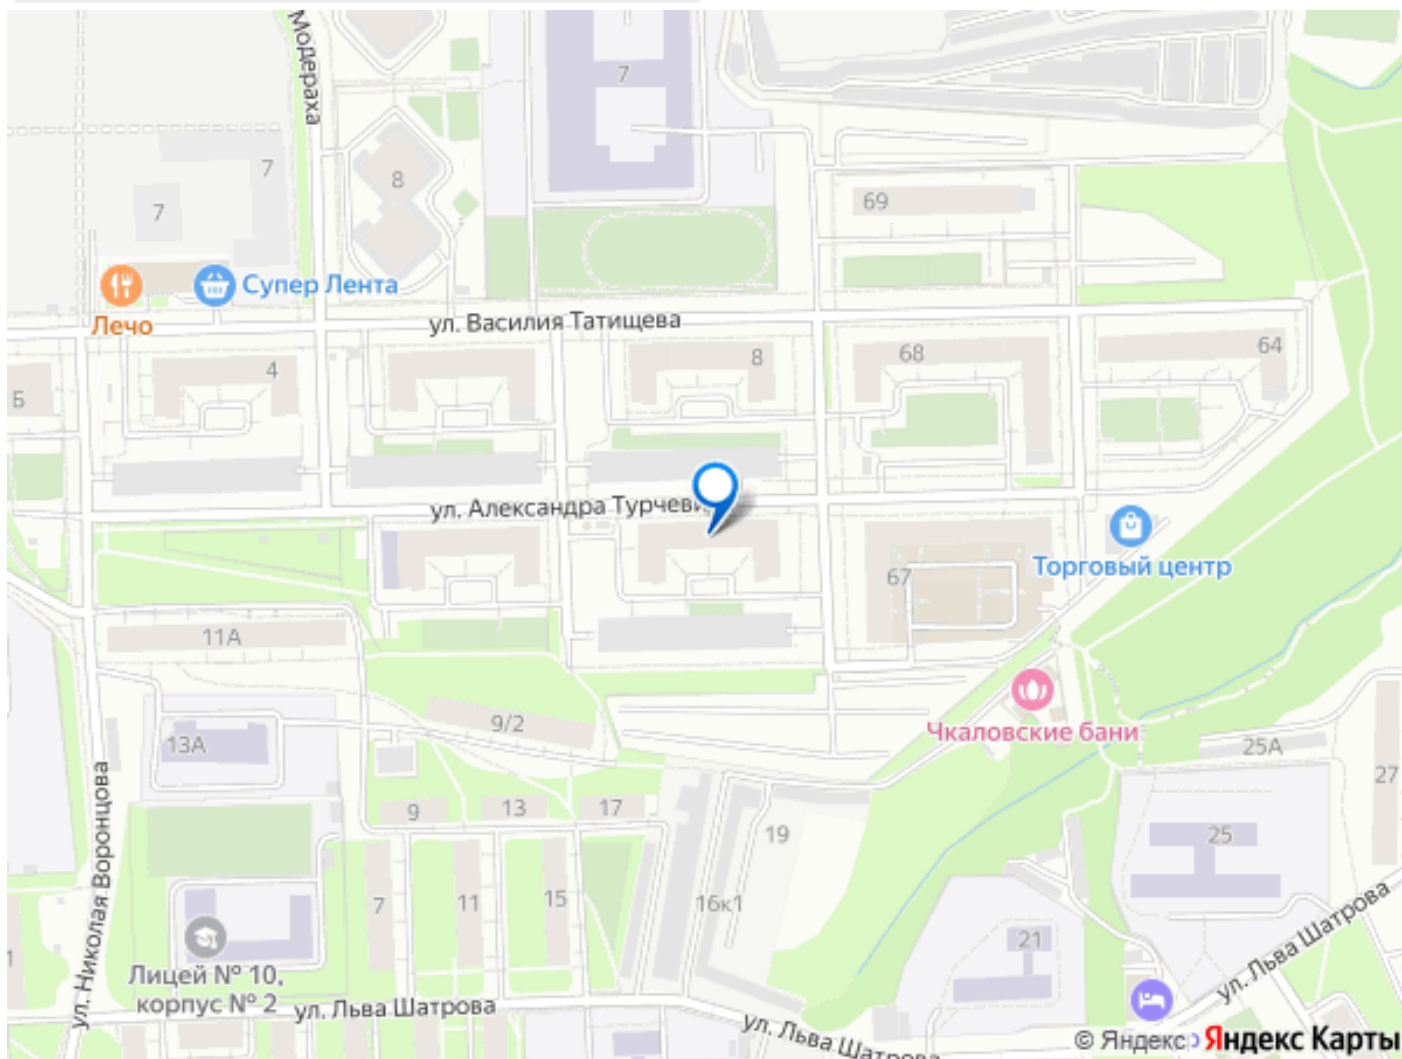 Модераха
7
7
8
7
69
Супер Лента
Лечо
ул. Василия Татищева
4
8
68
64
Б
ул. Александра Турчеви
67
Торговый центр
11А
9/2
13А
Чкаловские бани
25А
27
9
13
17
19
25
ул. Николая Воронцова
7
11
15
16к1
21
Лицей № 10,
корпус № 2
1
ул. Льва Шатрова
ул. Льва Шатрова
ул. Льва Шатрова
© Яндекс
Яндекс Карты